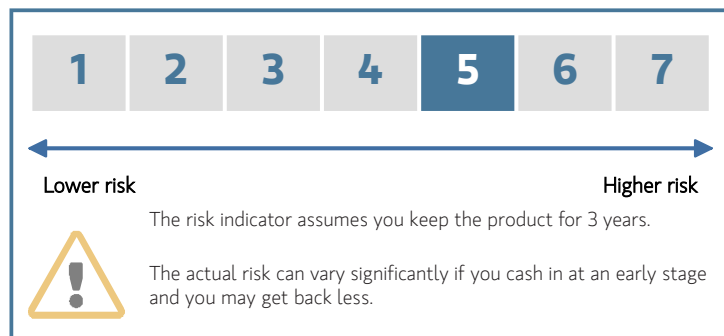 1 2 3 4 5 6 7
Lower risk Higher risk
The risk indicator assumes you keep the product for 3 years.
The actual risk can vary significantly if you cash in at an early stage
and you may get back less.